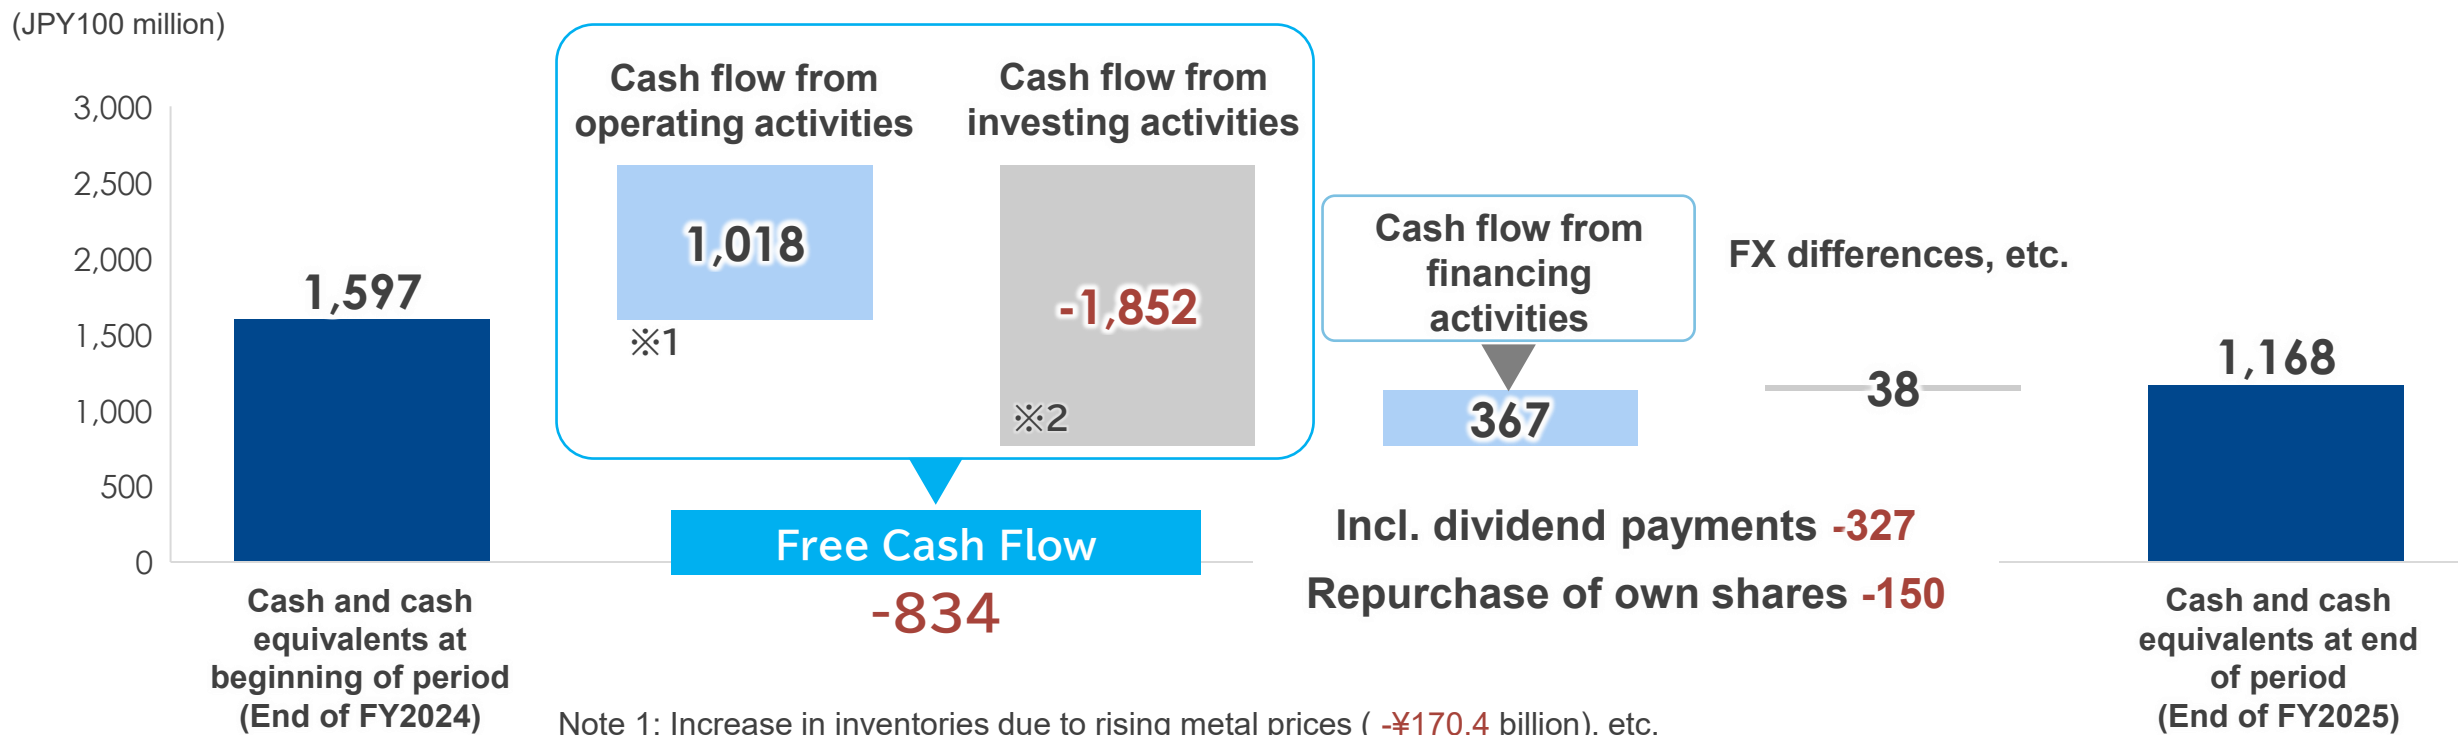 (JPY100 million)
3,000
2,500
2,000
1,500
1,000
500
0
1,597
Cash and cash
equivalents at
beginning of period
(End of FY2024)
Cash flow from
operating activities
1,018
※1
Cash flow from
investing activities
-1,852
※2
Free Cash Flow
-834
Cash flow from
financing
activities
367
FX differences, etc.
38
Incl. dividend payments -327
Repurchase of own shares -150
1,168
Cash and cash
equivalents at end
of period
(End of FY2025)
Note 1: Increase in inventories due to rising metal prices ( -¥170.4 billion), etc.